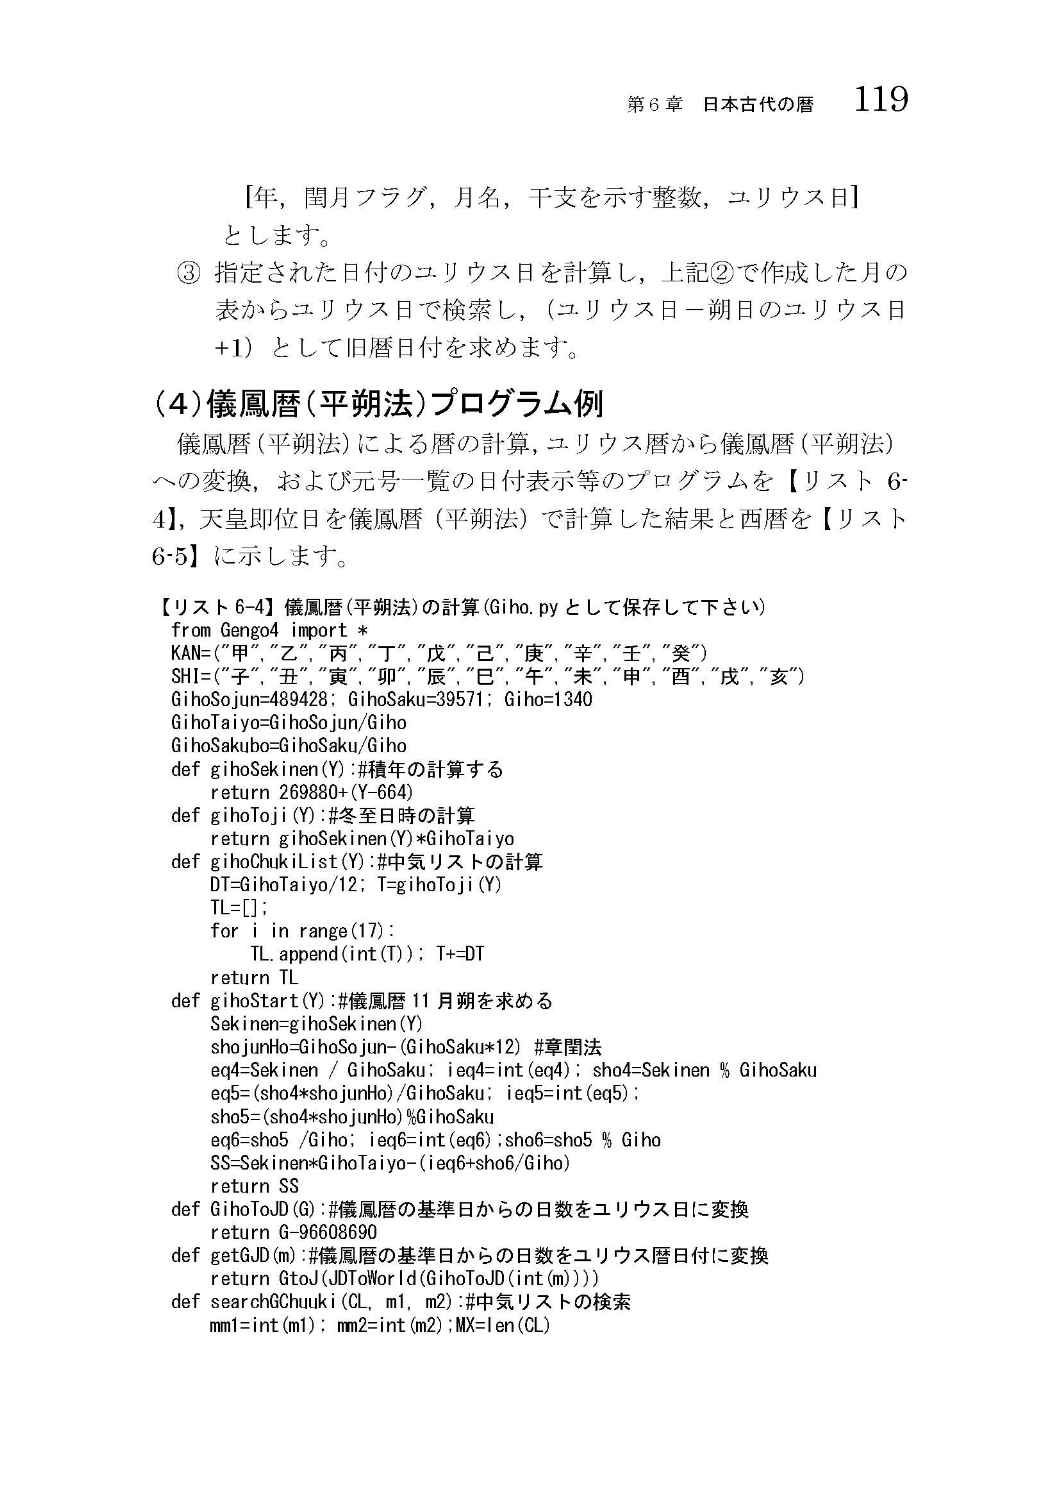 第6章 日本古代の暦 119
[年，閏月フラグ，月名，干支を示す整数，ユリウス日]
とします。
③ 指定された日付のユリウス日を計算し，上記②で作成した月の
表からユリウス日で検索し，（ユリウス日－朔日のユリウス日
+1）として旧暦日付を求めます。
(4)儀鳳暦(平朔法)プログラム例
儀鳳暦(平朔法)による暦の計算,ユリウス暦から儀鳳暦(平朔法)
への変換，および元号一覧の日付表示等のプログラムを【リスト 6-
4】，天皇即位日を儀鳳暦（平朔法）で計算した結果と西暦を【リスト
6-5】に示します。
【リスト 6-4】儀鳳暦(平朔法)の計算(Giho.py として保存して下さい)
from Gengo4 import *
KAN=("甲","乙","丙","丁","戊","己","庚","辛","壬","癸")
SHI=("子","丑","寅","卯","辰","巳","午","未","申","酉","戌","亥")
GihoSojun=489428; GihoSaku=39571; Giho=1340
GihoTaiyo=GihoSojun/Giho
GihoSakubo=GihoSaku/Giho
def gihoSekinen(Y):#積年の計算する
    return 269880+(Y-664)
def gihoToji(Y):#冬至日時の計算
    return gihoSekinen(Y)*GihoTaiyo
def gihoChukiList(Y):#中気リストの計算
    DT=GihoTaiyo/12; T=gihoToji(Y)
    TL=[];
    for i in range(17):
        TL.append(int(T)); T+=DT
    return TL
def gihoStart(Y):#儀鳳暦 11 月朔を求める
    Sekinen=gihoSekinen(Y)
    shojunHo=GihoSojun-(GihoSaku*12) #章閏法
    eq4=Sekinen / GihoSaku; ieq4=int(eq4); sho4=Sekinen % GihoSaku
    eq5=(sho4*shojunHo)/GihoSaku; ieq5=int(eq5);
    sho5=(sho4*shojunHo)%GihoSaku
    eq6=sho5 /Giho; ieq6=int(eq6);sho6=sho5 % Giho
    SS=Sekinen*GihoTaiyo-(ieq6+sho6/Giho)
    return SS
def GihoToJD(G):#儀鳳暦の基準日からの日数をユリウス日に変換
    return G-96608690
def getGJD(m):#儀鳳暦の基準日からの日数をユリウス暦日付に変換
    return GtoJ(JDToWorld(GihoToJD(int(m))))
def searchGChuuki(CL, m1, m2):#中気リストの検索
    mm1=int(m1); mm2=int(m2);MX=len(CL)